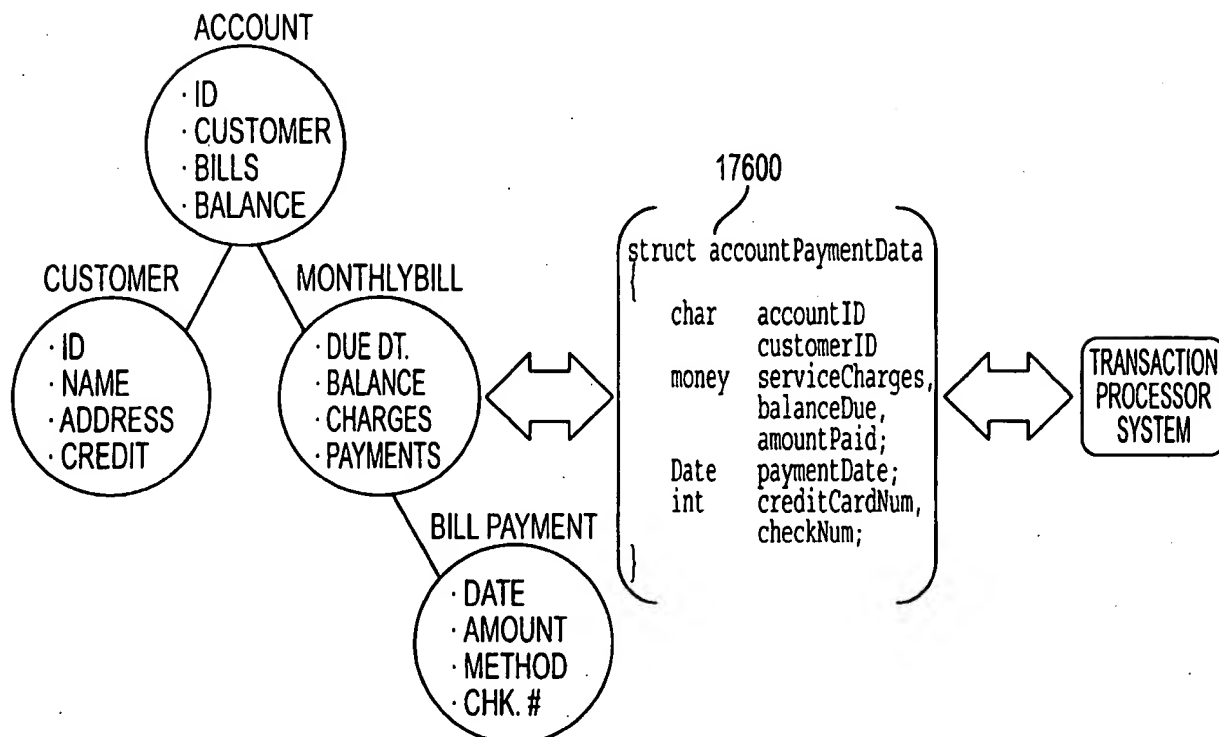 ACCOUNT
· ID
· CUSTOMER
· BILLS
· BALANCE
CUSTOMER
· ID
· NAME
· ADDRESS
· CREDIT
MONTHLYBILL
· DUE DT.
· BALANCE
· CHARGES
· PAYMENTS
BILL PAYMENT
· DATE
· AMOUNT
· METHOD
· CHK. #
17600
struct accountPaymentData
{
char accountID
customerID
money serviceCharges,
balanceDue,
amountPaid;
Date paymentDate;
int creditCardNum,
checkNum;
}
TRANSACTION
PROCESSOR
SYSTEM